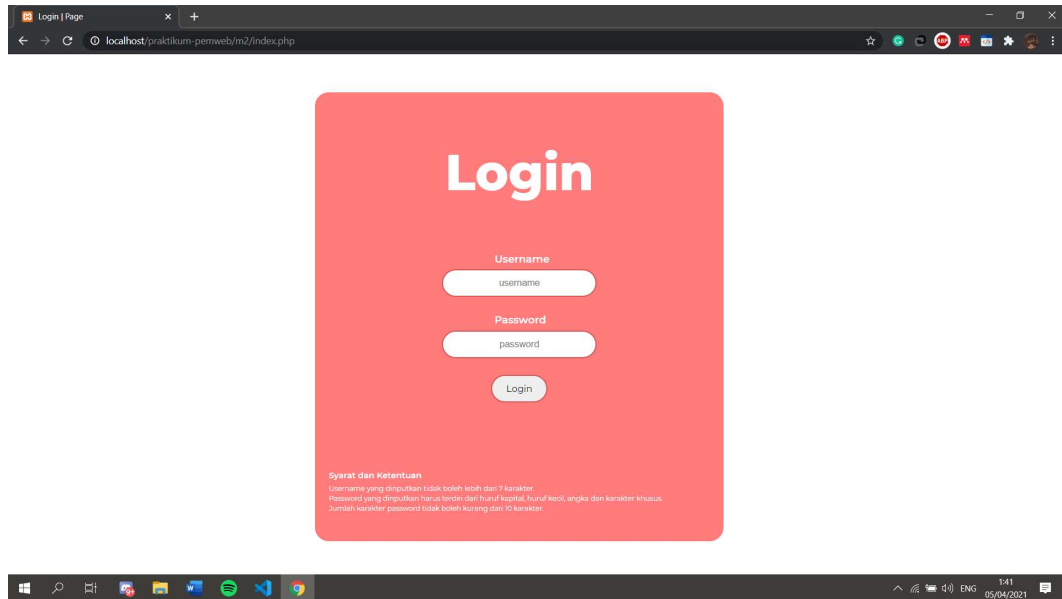 Login | Page
localhost/praktikum-pemweb/m2/index.php
ABP
Login
Username
username
Password
password
Login
Syarat dan Ketentuan
Username yang dinputkan tidak boleh lebih dari 7 karakter.
Password yang dinputkan harus terdiri dari huruf kapital, huruf kecil, angka dan karakter khusus.
Jumlah karakter password tidak boleh kurang dari 10 karakter.
ENG
1:41
05/04/2021